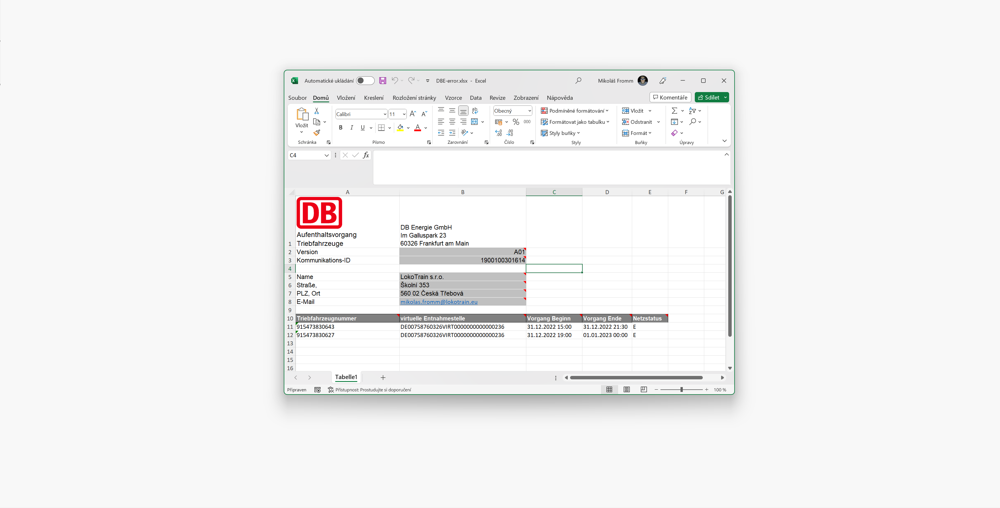 Automatické ukládání
DBE-error.xlsx - Excel
Mikoláš Fromm
Soubor Domů Vložení Kreslení Rozložení stránky Vzorce Data Revize Zobrazení Nápověda
Komentáře
Sdílet
Vložit
Schránka
Calibri
11
B I U
Písmo
ab
Zarovnání
Obecný
% 000
Číslo
Podmíněné formátování
Formátovat jako tabulku
Styly buňky
Styly
Vložit
Odstranit
Formát
Buňky
Úpravy
C4
fx
A B C D E F G
DB
Aufenthaltsvorgang
Triebfahrzeuge
DB Energie GmbH
Im Galluspark 23
60326 Frankfurt am Main
1
2 Version A01
3 Kommunikations-ID 1900100301614
4
5 Name LokoTrain s.r.o.
6 Straße, Školní 353
7 PLZ, Ort 560 02 Česká Třebová
8 E-Mail mikolas.fromm@lokotrain.eu
9
10 Triebfahrzeugnummer virtuelle Entnahmestelle Vorgang Beginn Vorgang Ende Netzstatus
11 915473830643 DE00758760326VIRT0000000000000236 31.12.2022 15:00 31.12.2022 21:30 E
12 915473830627 DE00758760326VIRT0000000000000236 31.12.2022 19:00 01.01.2023 00:00 E
13
14
15
16
Tabelle1
Připraven
Přístupnost: Prostudujte si doporučení
100 %